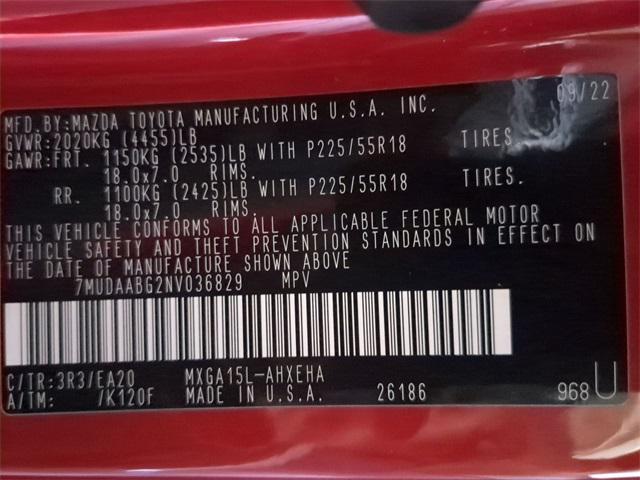 09/22
MFD.BY:MAZDA TOYOTA MANUFACTURING U.S.A. INC.
GVWR:2020KG (4455)LB
GAWR:FRT. 1150KG (2535)LB WITH P225/55R18 TIRES.
18.0x7.0 RIMS.
RR. 1100KG (2425)LB WITH P225/55R18 TIRES.
18.0x7.0 RIMS.
THIS VEHICLE CONFORMS TO ALL APPLICABLE FEDERAL MOTOR
VEHICLE SAFETY AND THEFT PREVENTION STANDARDS IN EFFECT ON
THE DATE OF MANUFACTURE SHOWN ABOVE
7MUDAABG2NV036829 MPV
C/TR:3R3/EA20 MXGA15L-AHXEHA
A/TM: /K120F MADE IN U.S.A. 26186 968 U